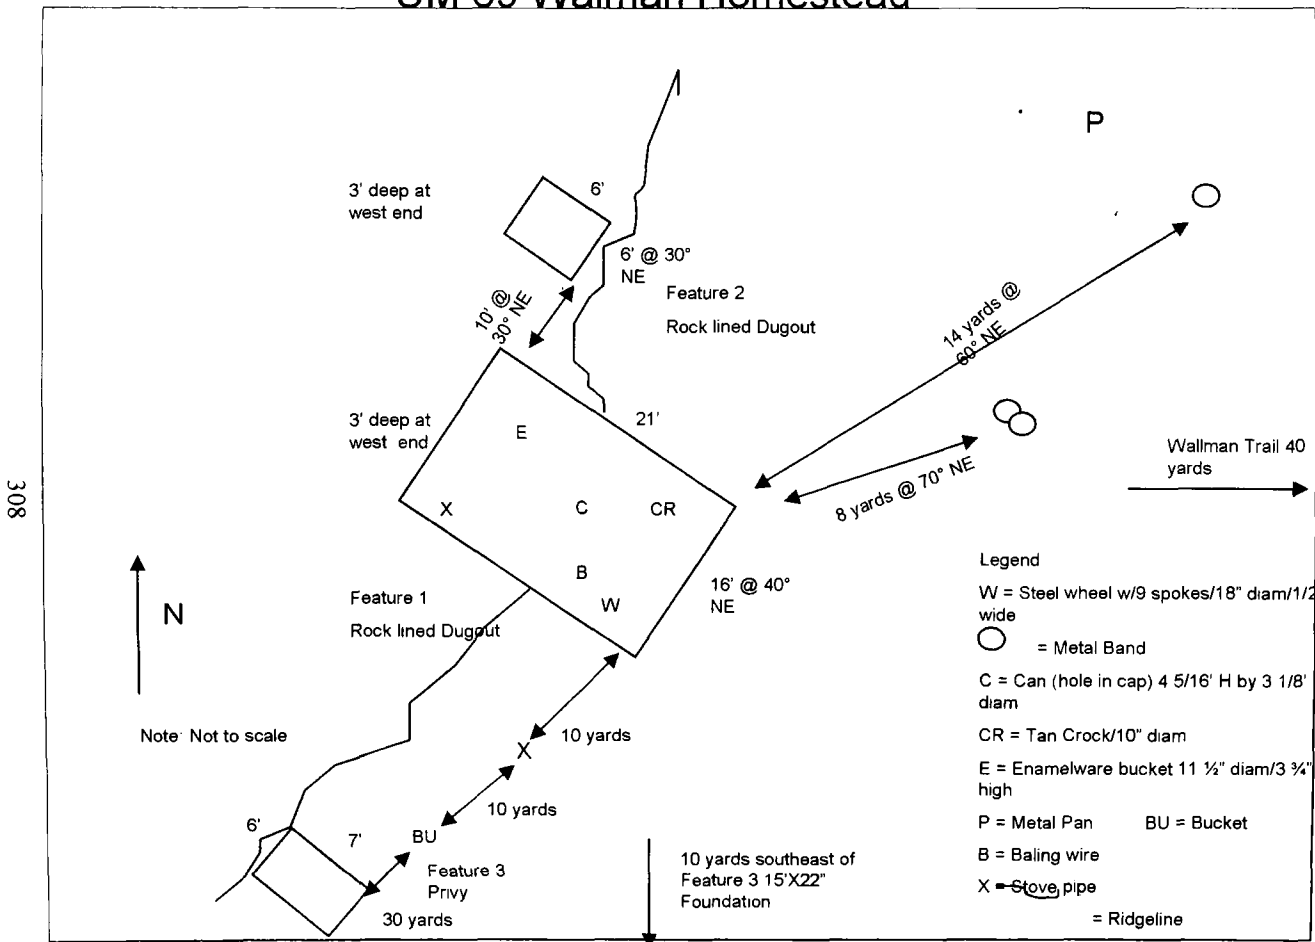 3' deep at
west end
6'
6' @ 30°
NE
10' @
30° NE
Feature 2
Rock lined Dugout
P
14 yards @
60° NE
3' deep at
west end
21'
E
X
C
CR
B
W
8 yards @ 70° NE
Wallman Trail 40
yards
16' @ 40°
NE
308
N
Feature 1
Rock lined Dugout
Note: Not to scale
10 yards
X
10 yards
BU
6'
7'
Feature 3
Privy
30 yards
10 yards southeast of
Feature 3 15'X22"
Foundation
Legend
W = Steel wheel w/9 spokes/18" diam/1/2
wide
= Metal Band
C = Can (hole in cap) 4 5/16' H by 3 1/8'
diam
CR = Tan Crock/10" diam
E = Enamelware bucket 11 ½" diam/3 ¾"
high
P = Metal Pan BU = Bucket
B = Baling wire
X = Stove pipe
= Ridgeline